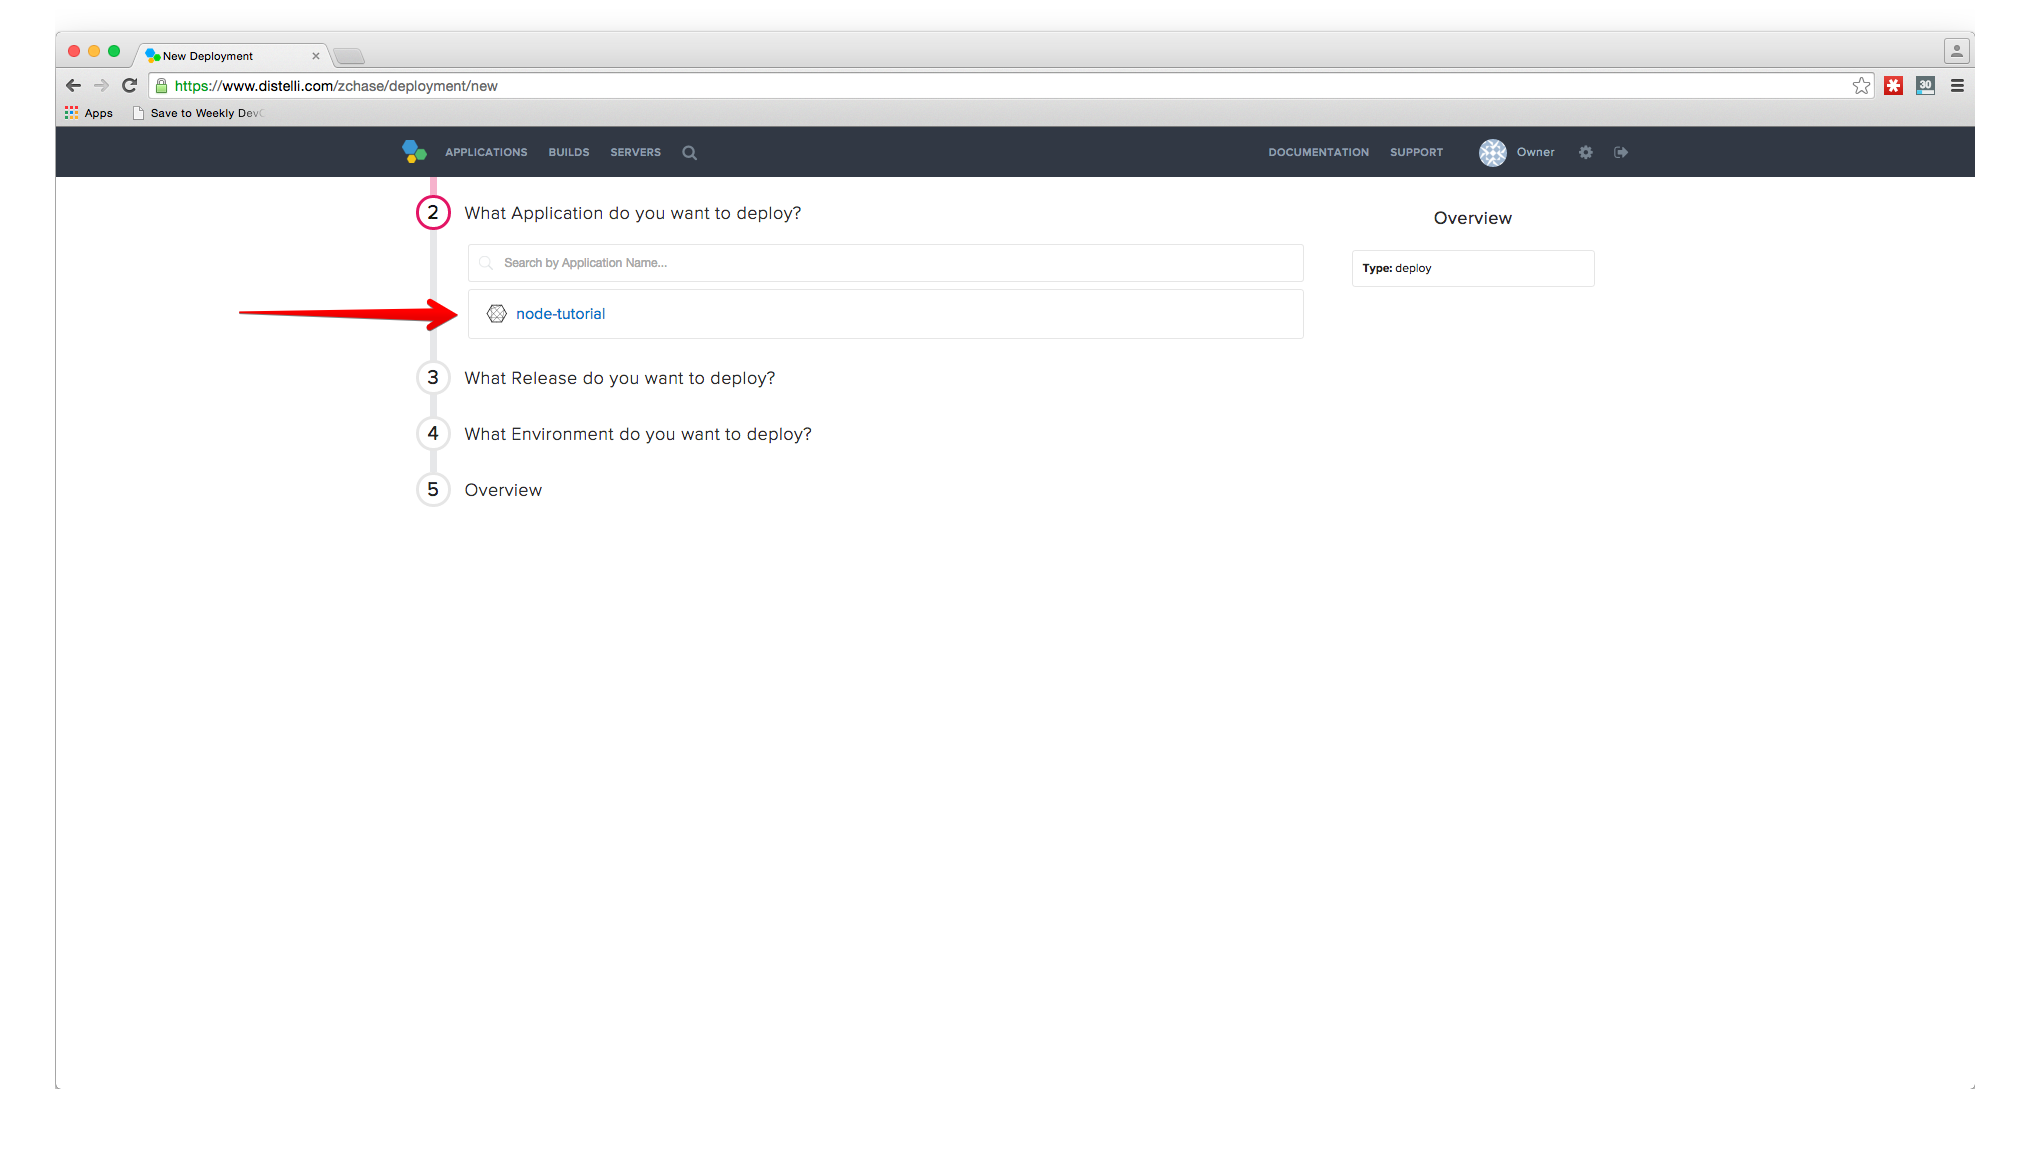 New Deployment
https://www.distelli.com/zchase/deployment/new
30
Apps Save to Weekly Dev
APPLICATIONS BUILDS SERVERS DOCUMENTATION SUPPORT Owner
2 What Application do you want to deploy?
Overview
Search by Application Name...
Type: deploy
node-tutorial
3 What Release do you want to deploy?
4 What Environment do you want to deploy?
5 Overview